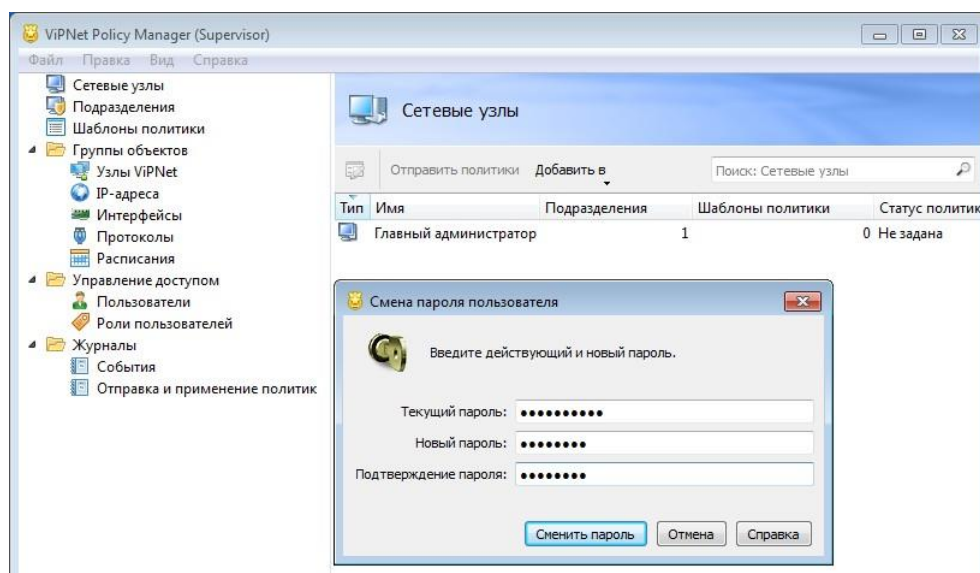 ViPNet Policy Manager (Supervisor)
Файл Правка Вид Справка
Сетевые узлы
Подразделения
Шаблоны политики
Группы объектов
Узлы ViPNet
IP-адреса
Интерфейсы
Протоколы
Расписания
Управление доступом
Пользователи
Роли пользователей
Журналы
События
Отправка и применение политик
Сетевые узлы
Отправить политики Добавить в Поиск: Сетевые узлы
Тип Имя Подразделения Шаблоны политики Статус политик
Главный администратор 1 0 Не задана
Смена пароля пользователя
Введите действующий и новый пароль.
Текущий пароль: ●●●●●●●●●●
Новый пароль: ●●●●●●●●
Подтверждение пароля: ●●●●●●●●
Сменить пароль Отмена Справка